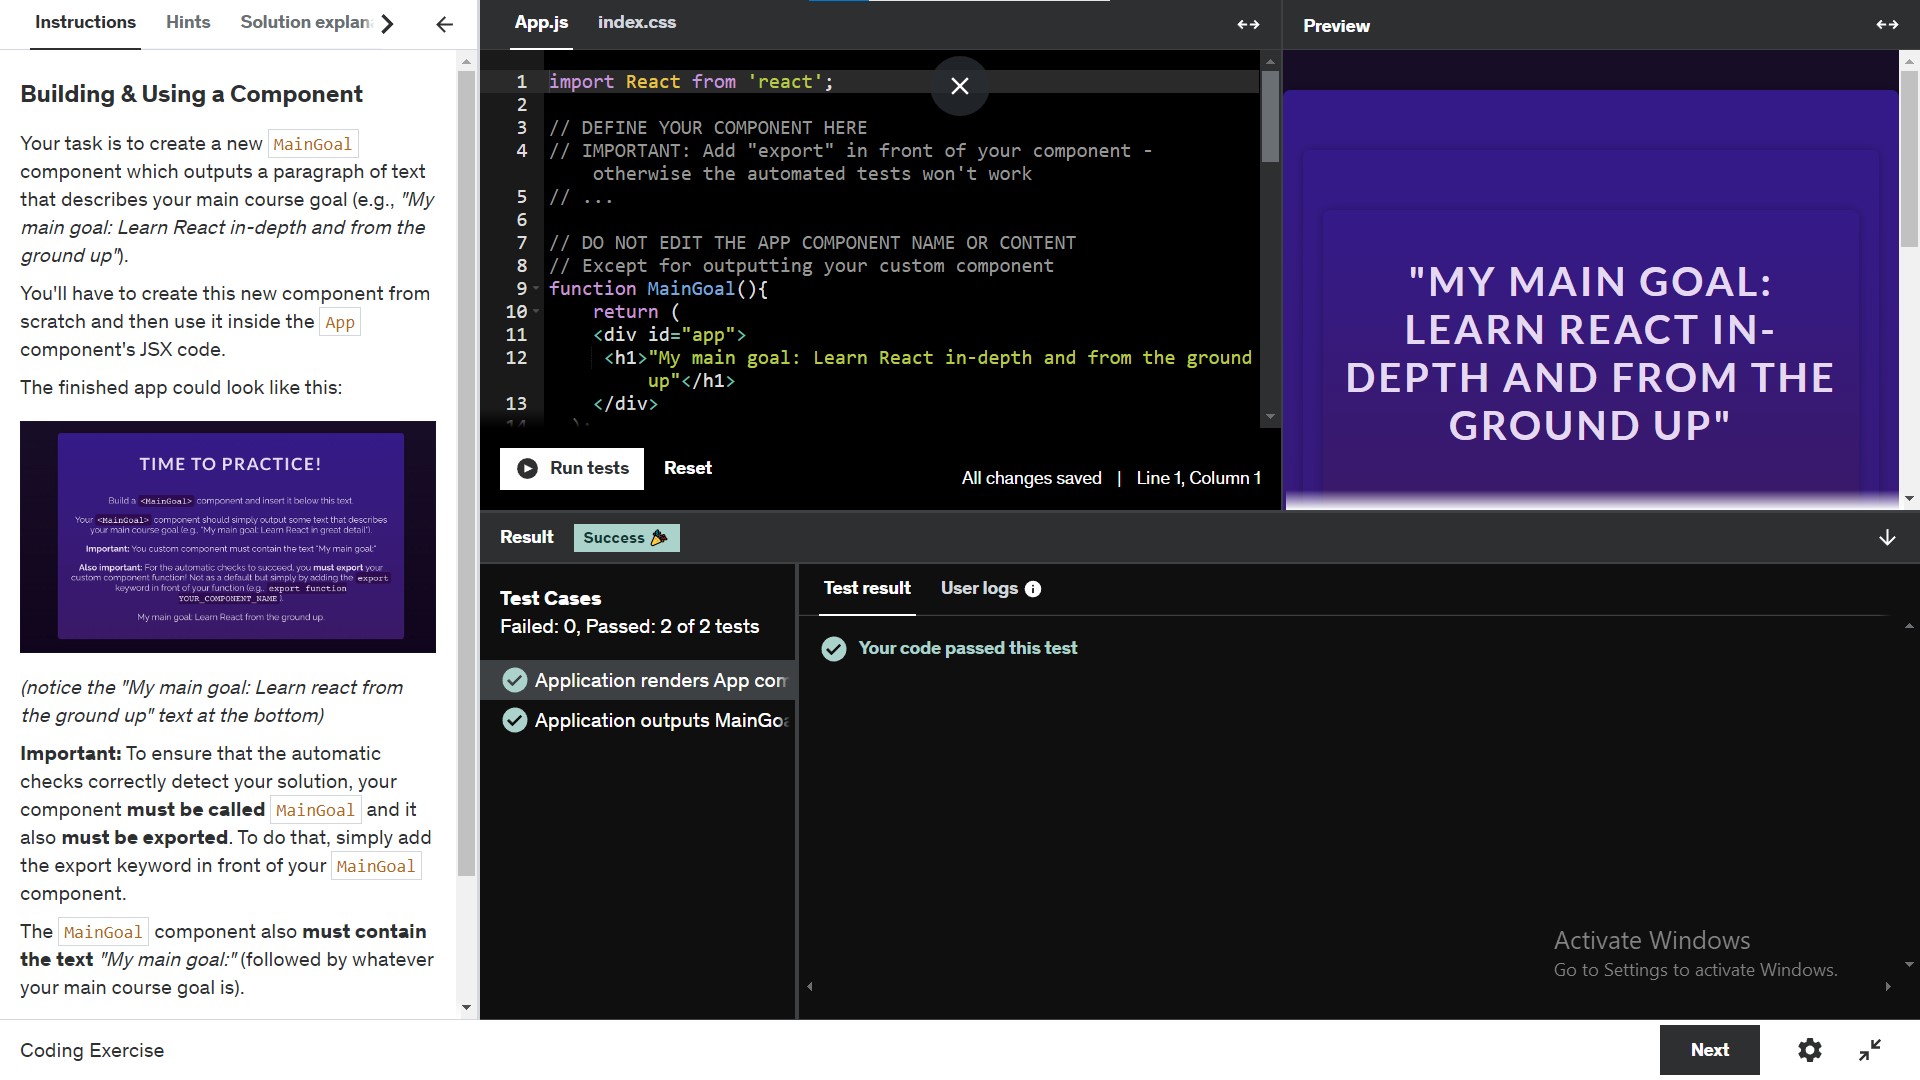 Instructions
Hints
Solution explan
Building & Using a Component
Your task is to create a new MainGoal
component which outputs a paragraph of text
that describes your main course goal (e.g., "My
main goal: Learn React in-depth and from the
ground up").
You'll have to create this new component from
scratch and then use it inside the App
component's JSX code.
The finished app could look like this:
TIME TO PRACTICE!
Build a <MainGoal> component and insert it below this text.
Your <MainGoal> component should simply output some text that describes
your main course goal (e.g. "My main goal: Learn React in great detail").
Important: You custom component must contain the text "My main goal:"
Also important: For the automatic checks to succeed, you must export your
custom component function! Not as a default but simply by adding the export
keyword in front of your function (e.g., export function
YOUR_COMPONENT_NAME ).
My main goal: Learn React from the ground up.
(notice the "My main goal: Learn react from
the ground up" text at the bottom)
Important: To ensure that the automatic
checks correctly detect your solution, your
component must be called MainGoal and it
also must be exported. To do that, simply add
the export keyword in front of your MainGoal
component.
The MainGoal component also must contain
the text "My main goal:" (followed by whatever
your main course goal is).
App.js
index.css
1 import React from 'react';
2
3 // DEFINE YOUR COMPONENT HERE
4 // IMPORTANT: Add "export" in front of your component -
otherwise the automated tests won't work
5 // ...
6
7 // DO NOT EDIT THE APP COMPONENT NAME OR CONTENT
8 // Except for outputting your custom component
9 function MainGoal(){
10 return (
11 <div id="app">
12 <h1>"My main goal: Learn React in-depth and from the ground
up"</h1>
13 </div>
14 );
Run tests
Reset
All changes saved | Line 1, Column 1
Preview
"MY MAIN GOAL:
LEARN REACT IN-
DEPTH AND FROM THE
GROUND UP"
Result
Success
Test Cases
Failed: 0, Passed: 2 of 2 tests
Application renders App com
Application outputs MainGoa
Test result
User logs
Your code passed this test
Activate Windows
Go to Settings to activate Windows.
Coding Exercise
Next